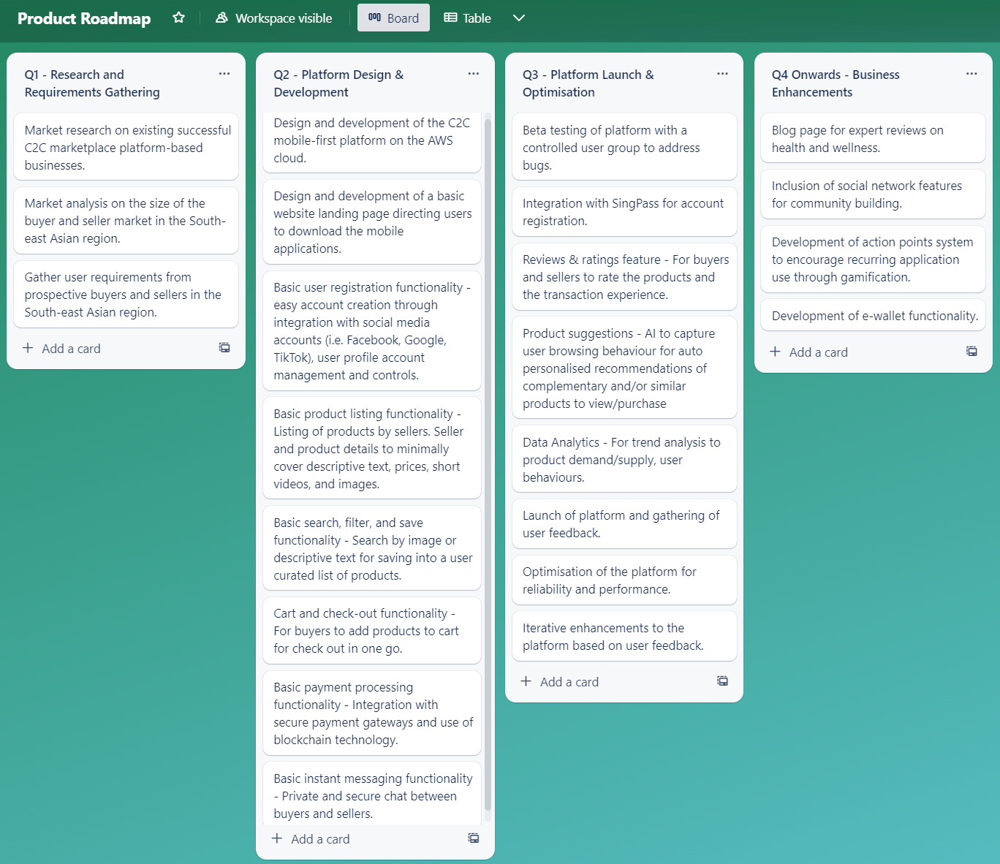 Product Roadmap
Workspace visible
Board
Table
Q1 - Research and
Requirements Gathering
Market research on existing successful
C2C marketplace platform-based
businesses.
Market analysis on the size of the
buyer and seller market in the South-
east Asian region.
Gather user requirements from
prospective buyers and sellers in the
South-east Asian region.
Add a card
Q2 - Platform Design &
Development
Design and development of the C2C
mobile-first platform on the AWS
cloud.
Design and development of a basic
website landing page directing users
to download the mobile
applications.
Basic user registration functionality -
easy account creation through
integration with social media
accounts (i.e. Facebook, Google,
TikTok), user profile account
management and controls.
Basic product listing functionality -
Listing of products by sellers. Seller
and product details to minimally
cover descriptive text, prices, short
videos, and images.
Basic search, filter, and save
functionality - Search by image or
descriptive text for saving into a user
curated list of products.
Cart and check-out functionality -
For buyers to add products to cart
for check out in one go.
Basic payment processing
functionality - Integration with
secure payment gateways and use of
blockchain technology.
Basic instant messaging functionality
- Private and secure chat between
buyers and sellers.
Add a card
Q3 - Platform Launch &
Optimisation
Beta testing of platform with a
controlled user group to address
bugs.
Integration with SingPass for account
registration.
Reviews & ratings feature - For buyers
and sellers to rate the products and
the transaction experience.
Product suggestions - AI to capture
user browsing behaviour for auto
personalised recommendations of
complementary and/or similar
products to view/purchase
Data Analytics - For trend analysis to
product demand/supply, user
behaviours.
Launch of platform and gathering of
user feedback.
Optimisation of the platform for
reliability and performance.
Iterative enhancements to the
platform based on user feedback.
Add a card
Q4 Onwards - Business
Enhancements
Blog page for expert reviews on
health and wellness.
Inclusion of social network features
for community building.
Development of action points system
to encourage recurring application
use through gamification.
Development of e-wallet functionality.
Add a card